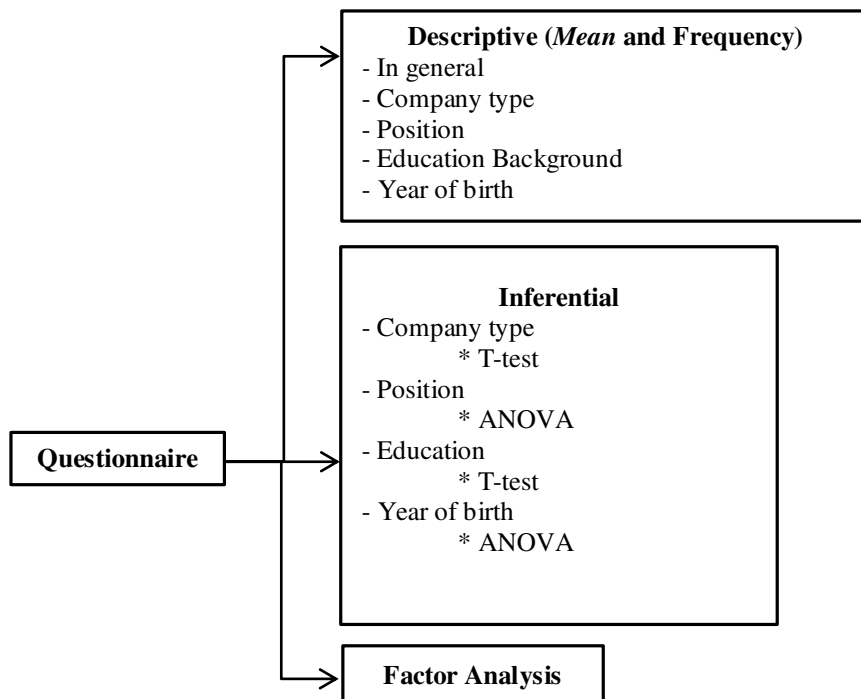 Descriptive (Mean and Frequency)
- In general
- Company type
- Position
- Education Background
- Year of birth
Inferential
- Company type
* T-test
- Position
* ANOVA
- Education
* T-test
- Year of birth
* ANOVA
Questionnaire
Factor Analysis